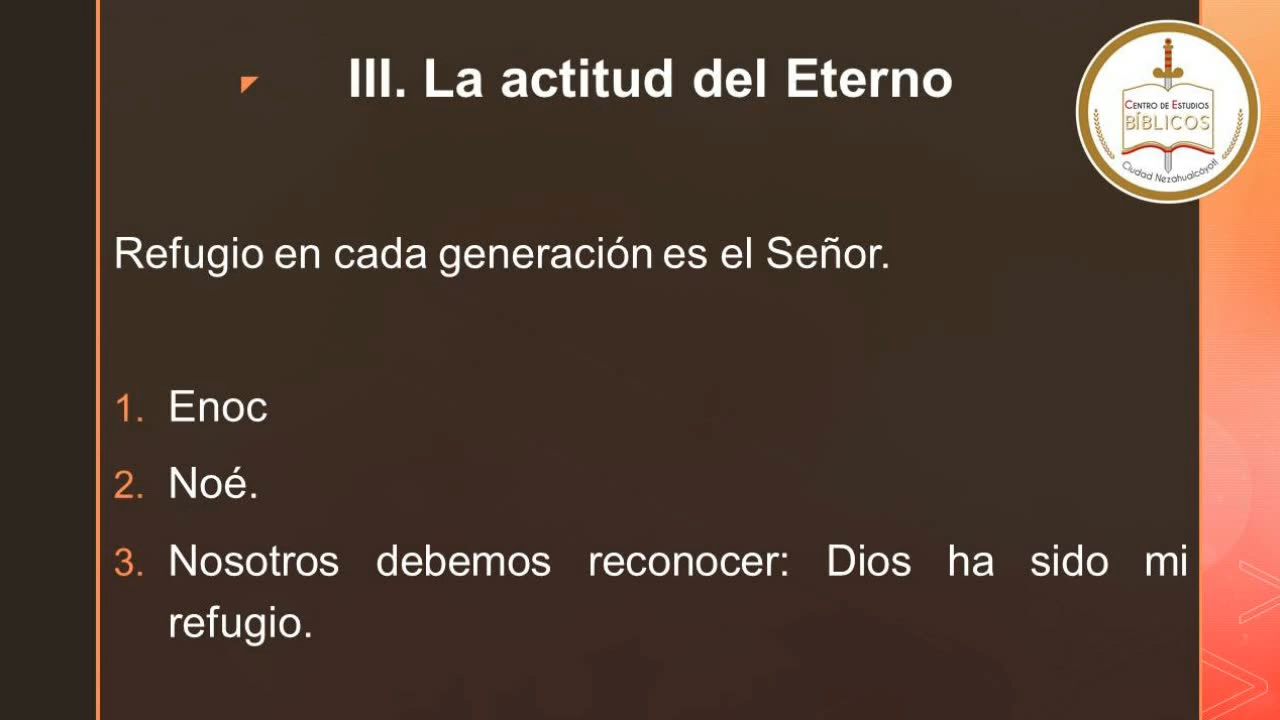 III. La actitud del Eterno
CENTRO DE ESTUDIOS
BÍBLICOS
Ciudad Nezahualcóyotl
Refugio en cada generación es el Señor.
1. Enoc
2. Noé.
3. Nosotros debemos reconocer: Dios ha sido mi
refugio.